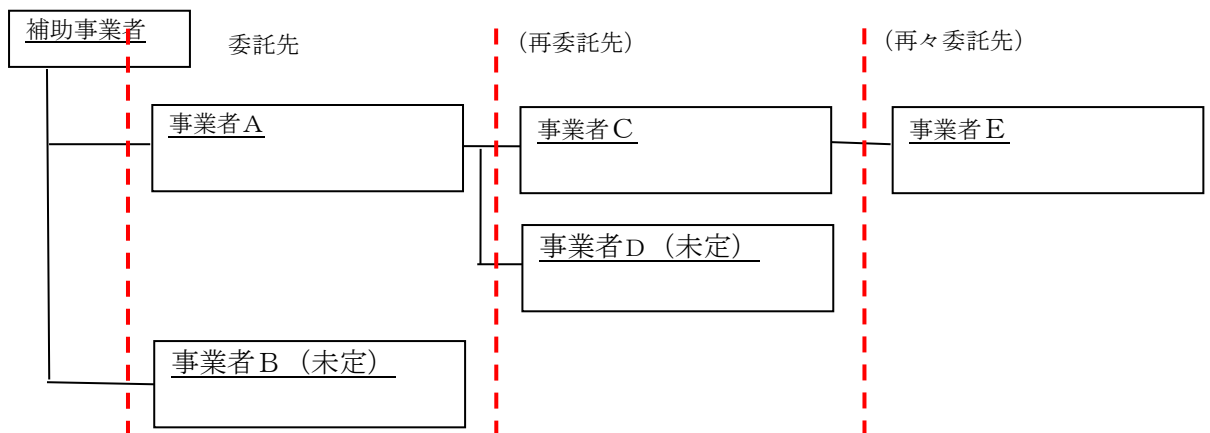 補助事業者
委託先
（再委託先）
（再々委託先）
事業者Ａ
事業者Ｃ
事業者Ｅ
事業者Ｄ（未定）
事業者Ｂ（未定）